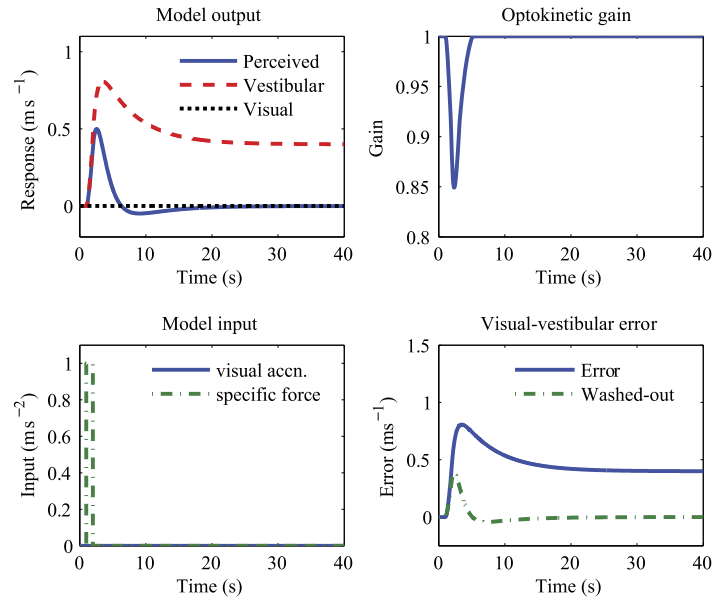 Model output
Response (ms⁻¹)
1
0.5
0
Perceived
Vestibular
Visual
0 10 20 30 40
Time (s)
Optokinetic gain
Gain
1
0.95
0.9
0.85
0.8
0 10 20 30 40
Time (s)
Model input
Input (ms⁻²)
1
0.8
0.6
0.4
0.2
0
visual accn.
specific force
0 10 20 30 40
Time (s)
Visual-vestibular error
Error (ms⁻¹)
1.5
1
0.5
0
Error
Washed-out
0 10 20 30 40
Time (s)